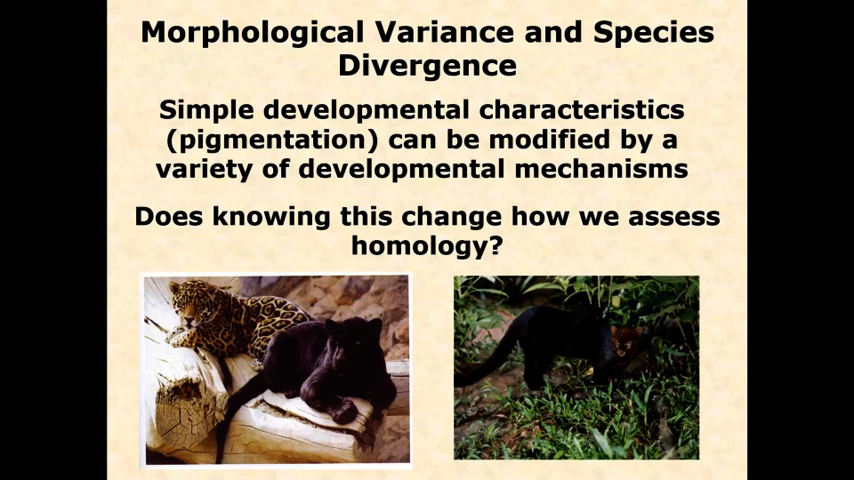 Morphological Variance and Species
Divergence
Simple developmental characteristics
(pigmentation) can be modified by a
variety of developmental mechanisms
Does knowing this change how we assess
homology?